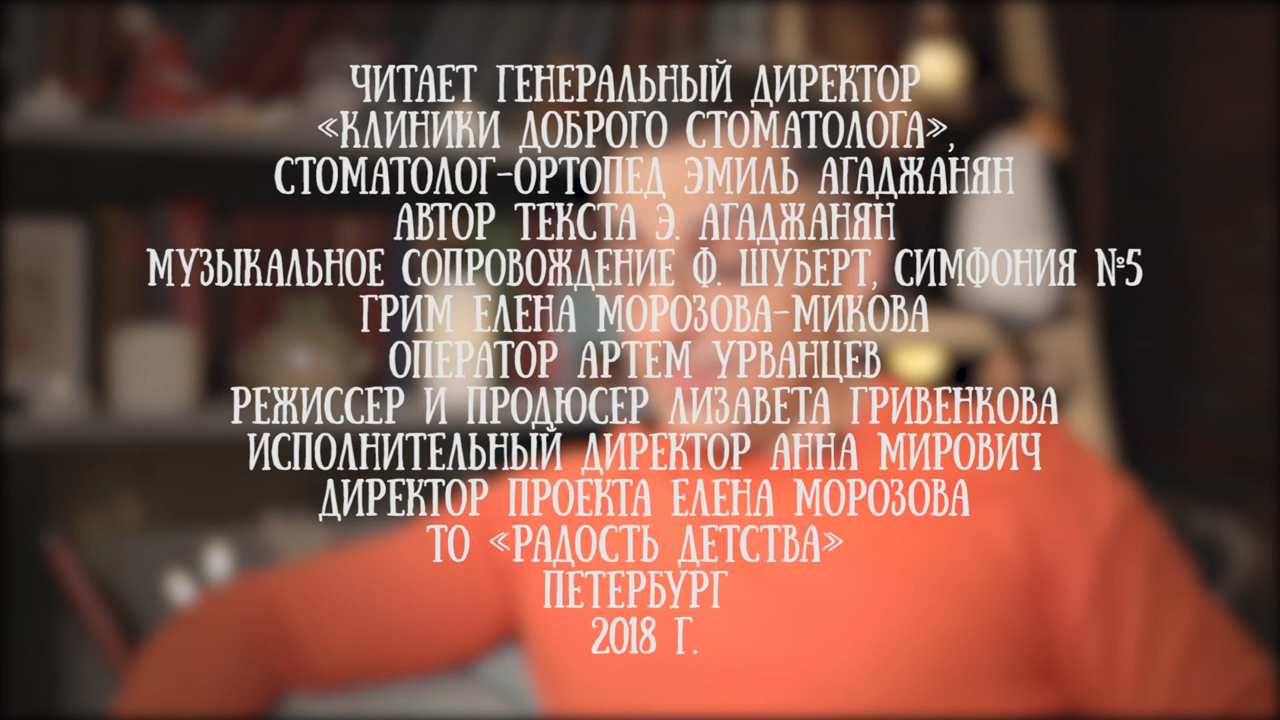 ЧИТАЕТ ГЕНЕРАЛЬНЫЙ ДИРЕКТОР
«КЛИНИКИ ДОБРОГО СТОМАТОЛОГА»,
СТОМАТОЛОГ-ОРТОПЕД ЭМИЛЬ АГАДЖАНЯН
АВТОР ТЕКСТА Э. АГАДЖАНЯН
МУЗЫКАЛЬНОЕ СОПРОВОЖДЕНИЕ Ф. ШУБЕРТ, СИМФОНИЯ №5
ГРИМ ЕЛЕНА МОРОЗОВА-МИКОВА
ОПЕРАТОР АРТЕМ УРВАНЦЕВ
РЕЖИССЕР И ПРОДЮСЕР ЛИЗАВЕТА ГРИВЕНКОВА
ИСПОЛНИТЕЛЬНЫЙ ДИРЕКТОР АННА МИРОВИЧ
ДИРЕКТОР ПРОЕКТА ЕЛЕНА МОРОЗОВА
ТО «РАДОСТЬ ДЕТСТВА»
ПЕТЕРБУРГ
2018 Г.